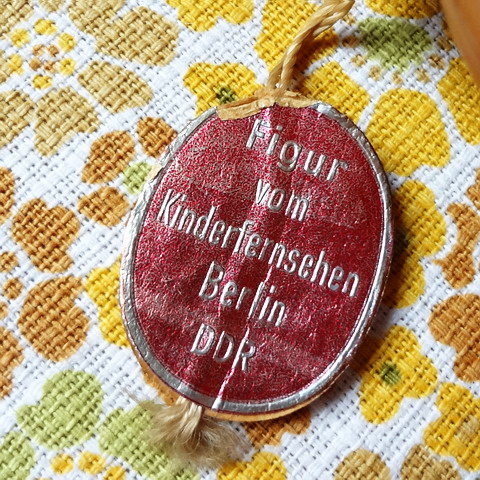 Figur
vom
Kinderfernsehen
Berlin
DDR